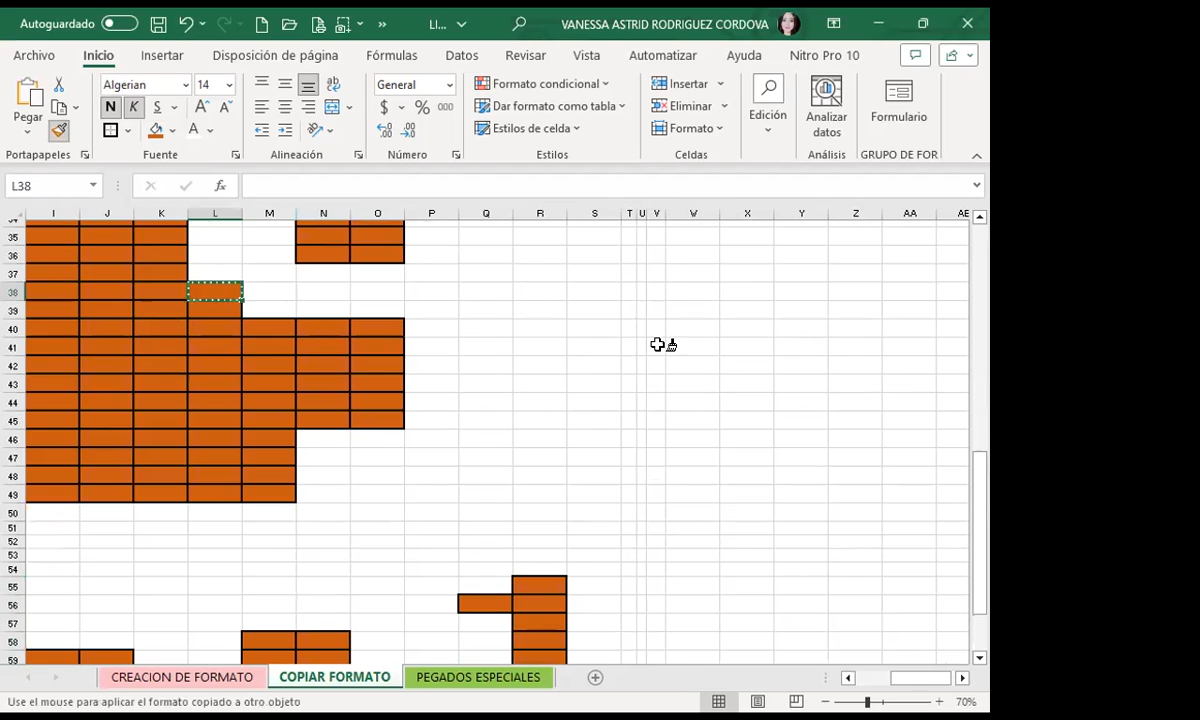 Autoguardado
LI...
VANESSA ASTRID RODRIGUEZ CORDOVA
Archivo Inicio Insertar Disposición de página Fórmulas Datos Revisar Vista Automatizar Ayuda Nitro Pro 10
Pegar
Portapapeles
Algerian 14
N K S A A
A
Fuente
Alineación
General
$ % 000
Número
Formato condicional
Dar formato como tabla
Estilos de celda
Estilos
Insertar
Eliminar
Formato
Celdas
Edición
Analizar datos
Análisis
Formulario
GRUPO DE FOR
L38
fx
I J K L M N O P Q R S T U V W X Y Z AA AE
35
36
37
38
39
40
41
42
43
44
45
46
47
48
49
50
51
52
53
54
55
56
57
58
59
CREACION DE FORMATO COPIAR FORMATO PEGADOS ESPECIALES
Use el mouse para aplicar el formato copiado a otro objeto
70%